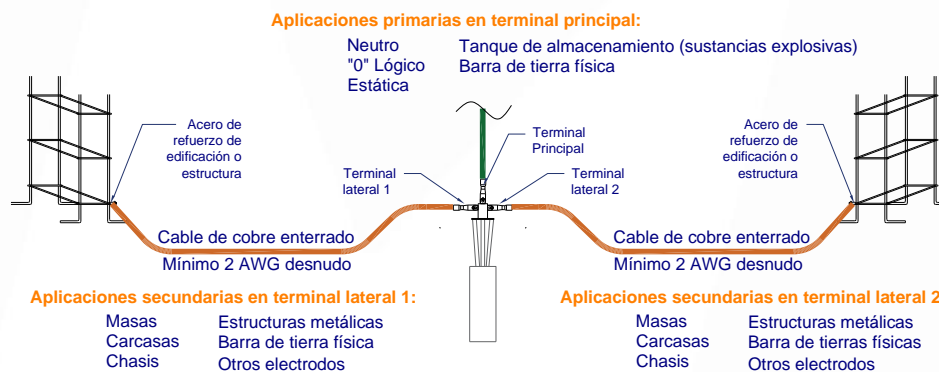 Aplicaciones primarias en terminal principal:
Neutro
Tanque de almacenamiento (sustancias explosivas)
"0" Lógico
Barra de tierra física
Estática
Acero de
refuerzo de
edificación o
estructura
Terminal
lateral 1
Terminal
Principal
Terminal
lateral 2
Acero de
refuerzo de
edificación o
estructura
Cable de cobre enterrado
Mínimo 2 AWG desnudo
Cable de cobre enterrado
Mínimo 2 AWG desnudo
Aplicaciones secundarias en terminal lateral 1:
Masas
Estructuras metálicas
Carcasas
Barra de tierra física
Chasis
Otros electrodos
Aplicaciones secundarias en terminal lateral 2
Masas
Estructuras metálicas
Carcasas
Barra de tierras físicas
Chasis
Otros electrodos